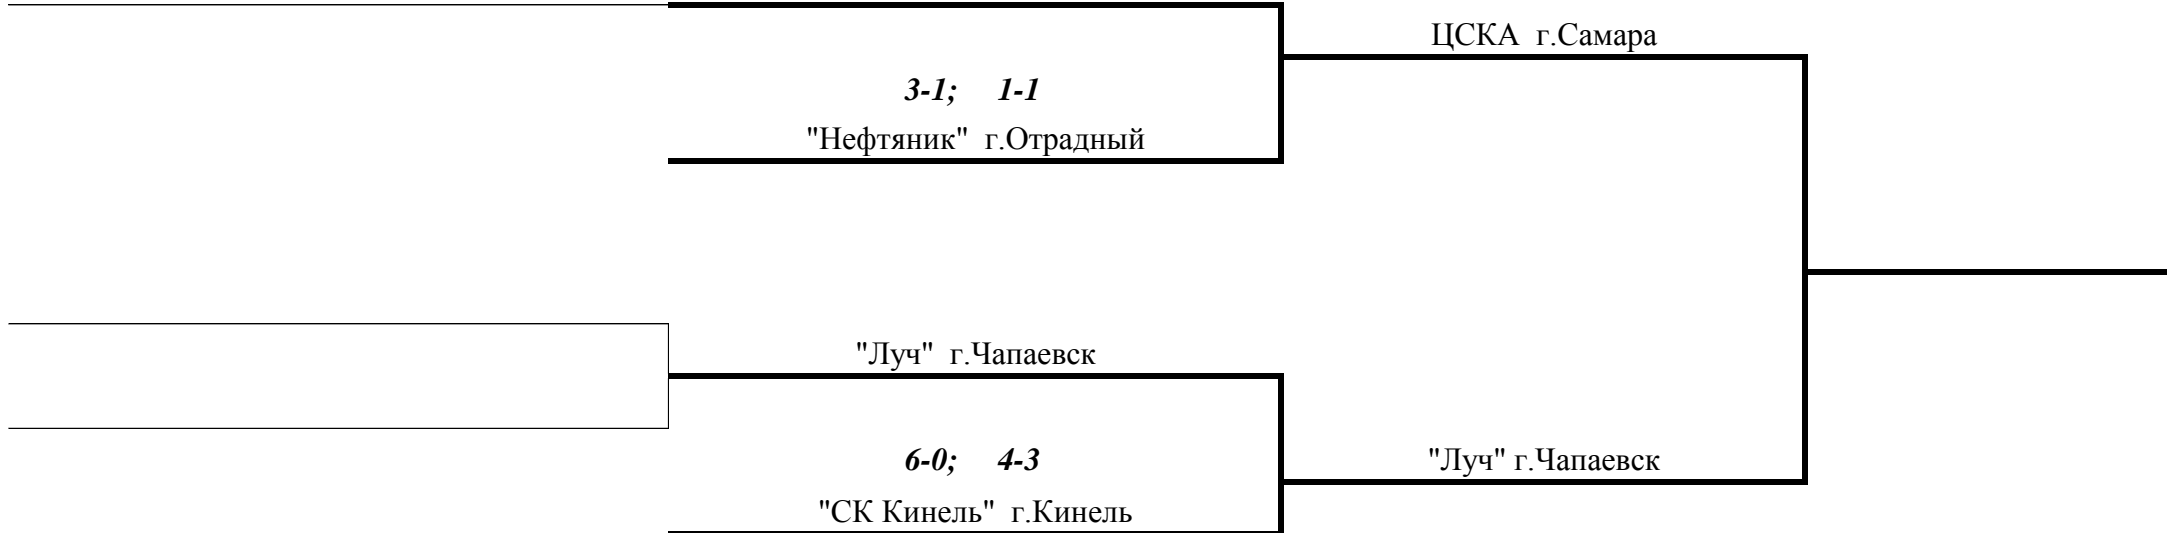 ЦСКА г.Самара
3-1; 1-1
"Нефтяник" г.Отрадный
"Луч" г.Чапаевск
6-0; 4-3
"Луч" г.Чапаевск
"СК Кинель" г.Кинель